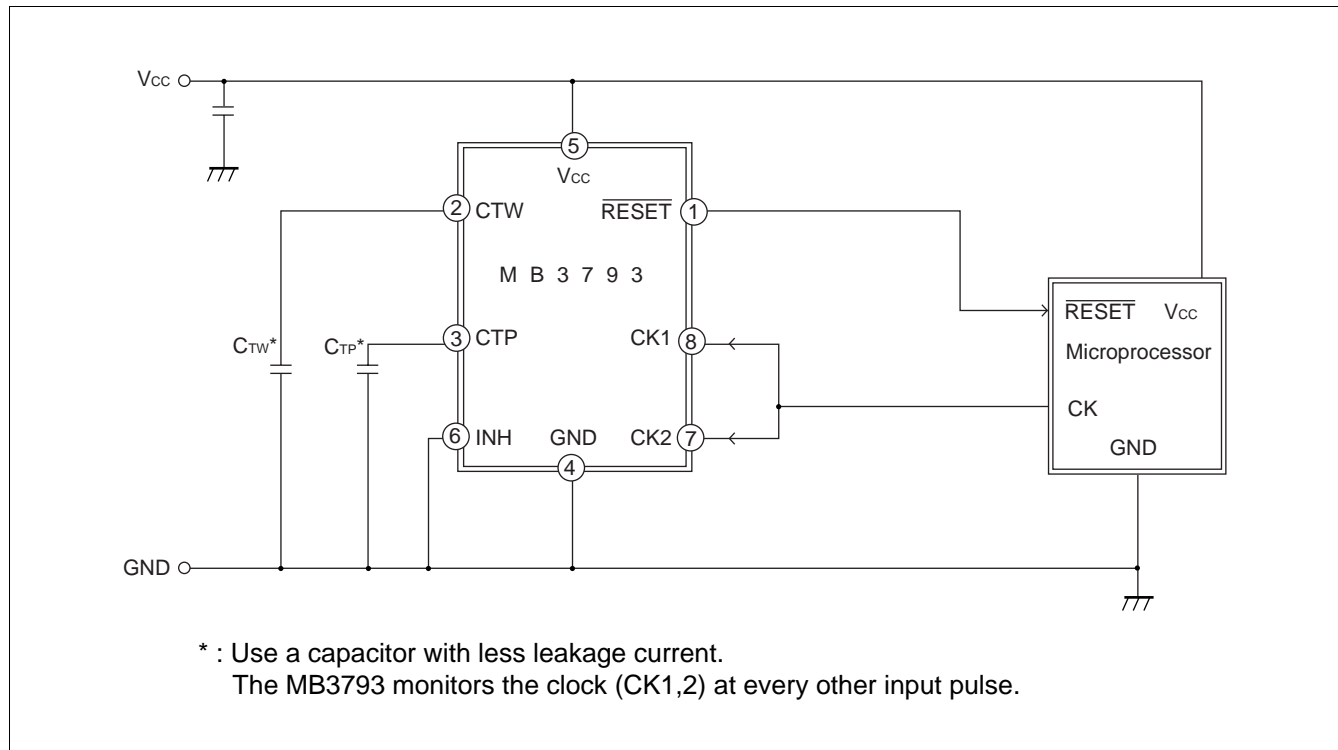 VCC
5
VCC
2 CTW
RESET 1
M B 3 7 9 3
RESET VCC
CTW*
CTP*
3 CTP
CK1 8
Microprocessor
CK
6 INH
GND
CK2 7
GND
4
GND
* : Use a capacitor with less leakage current.
The MB3793 monitors the clock (CK1,2) at every other input pulse.